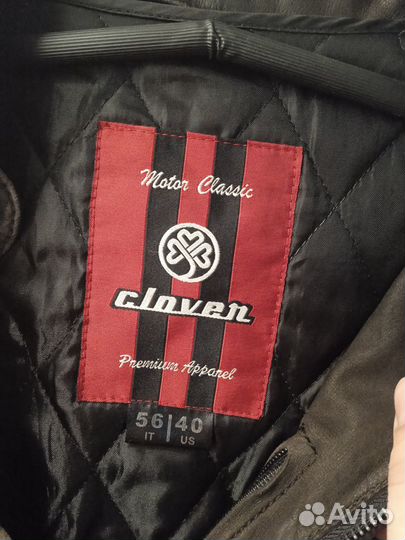 Motor Classic
clover
Premium Apparel
56|40
IT US
Avito